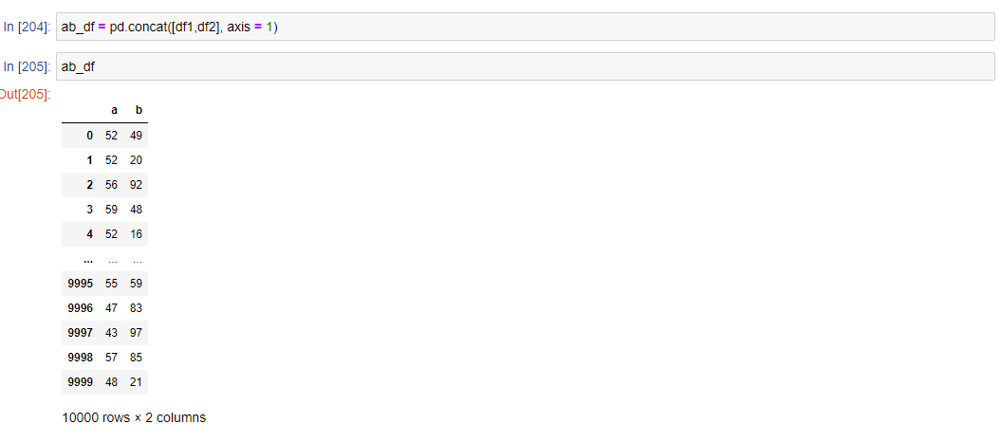 In [204]: ab_df = pd.concat([df1,df2], axis = 1)
In [205]: ab_df
Out[205]:
a b
0 52 49
1 52 20
2 56 92
3 59 48
4 52 16
... ... ...
9995 55 59
9996 47 83
9997 43 97
9998 57 85
9999 48 21
10000 rows × 2 columns